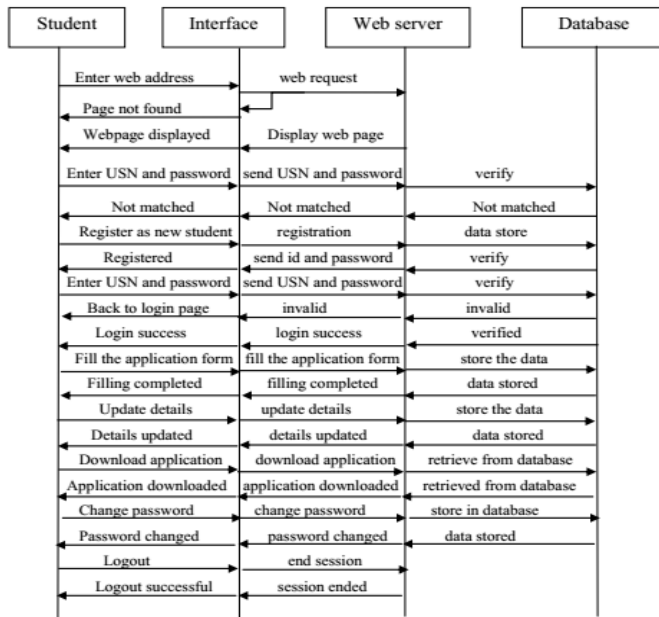 Student Interface Web server Database
Enter web address web request
Page not found
Webpage displayed Display web page
Enter USN and password send USN and password verify
Not matched Not matched Not matched
Register as new student registration data store
Registered send id and password verify
Enter USN and password send USN and password verify
Back to login page invalid invalid
Login success login success verified
Fill the application form fill the application form store the data
Filling completed filling completed data stored
Update details update details store the data
Details updated details updated data stored
Download application download application retrieve from database
Application downloaded application downloaded retrieved from database
Change password change password store in database
Password changed password changed data stored
Logout end session
Logout successful session ended